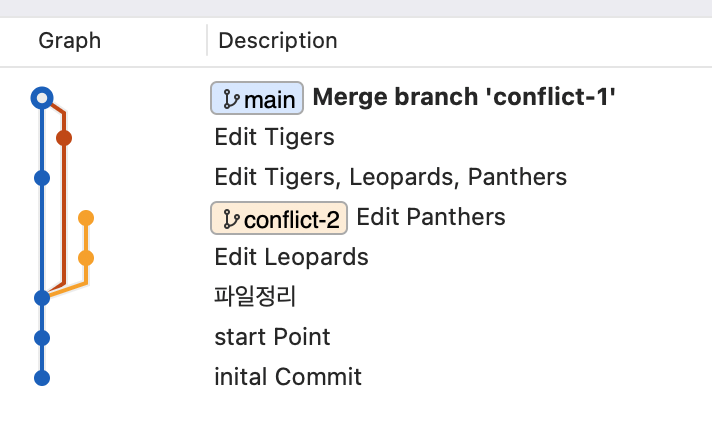 Graph Description
main Merge branch 'conflict-1'
Edit Tigers
Edit Tigers, Leopards, Panthers
conflict-2 Edit Panthers
Edit Leopards
파일정리
start Point
inital Commit